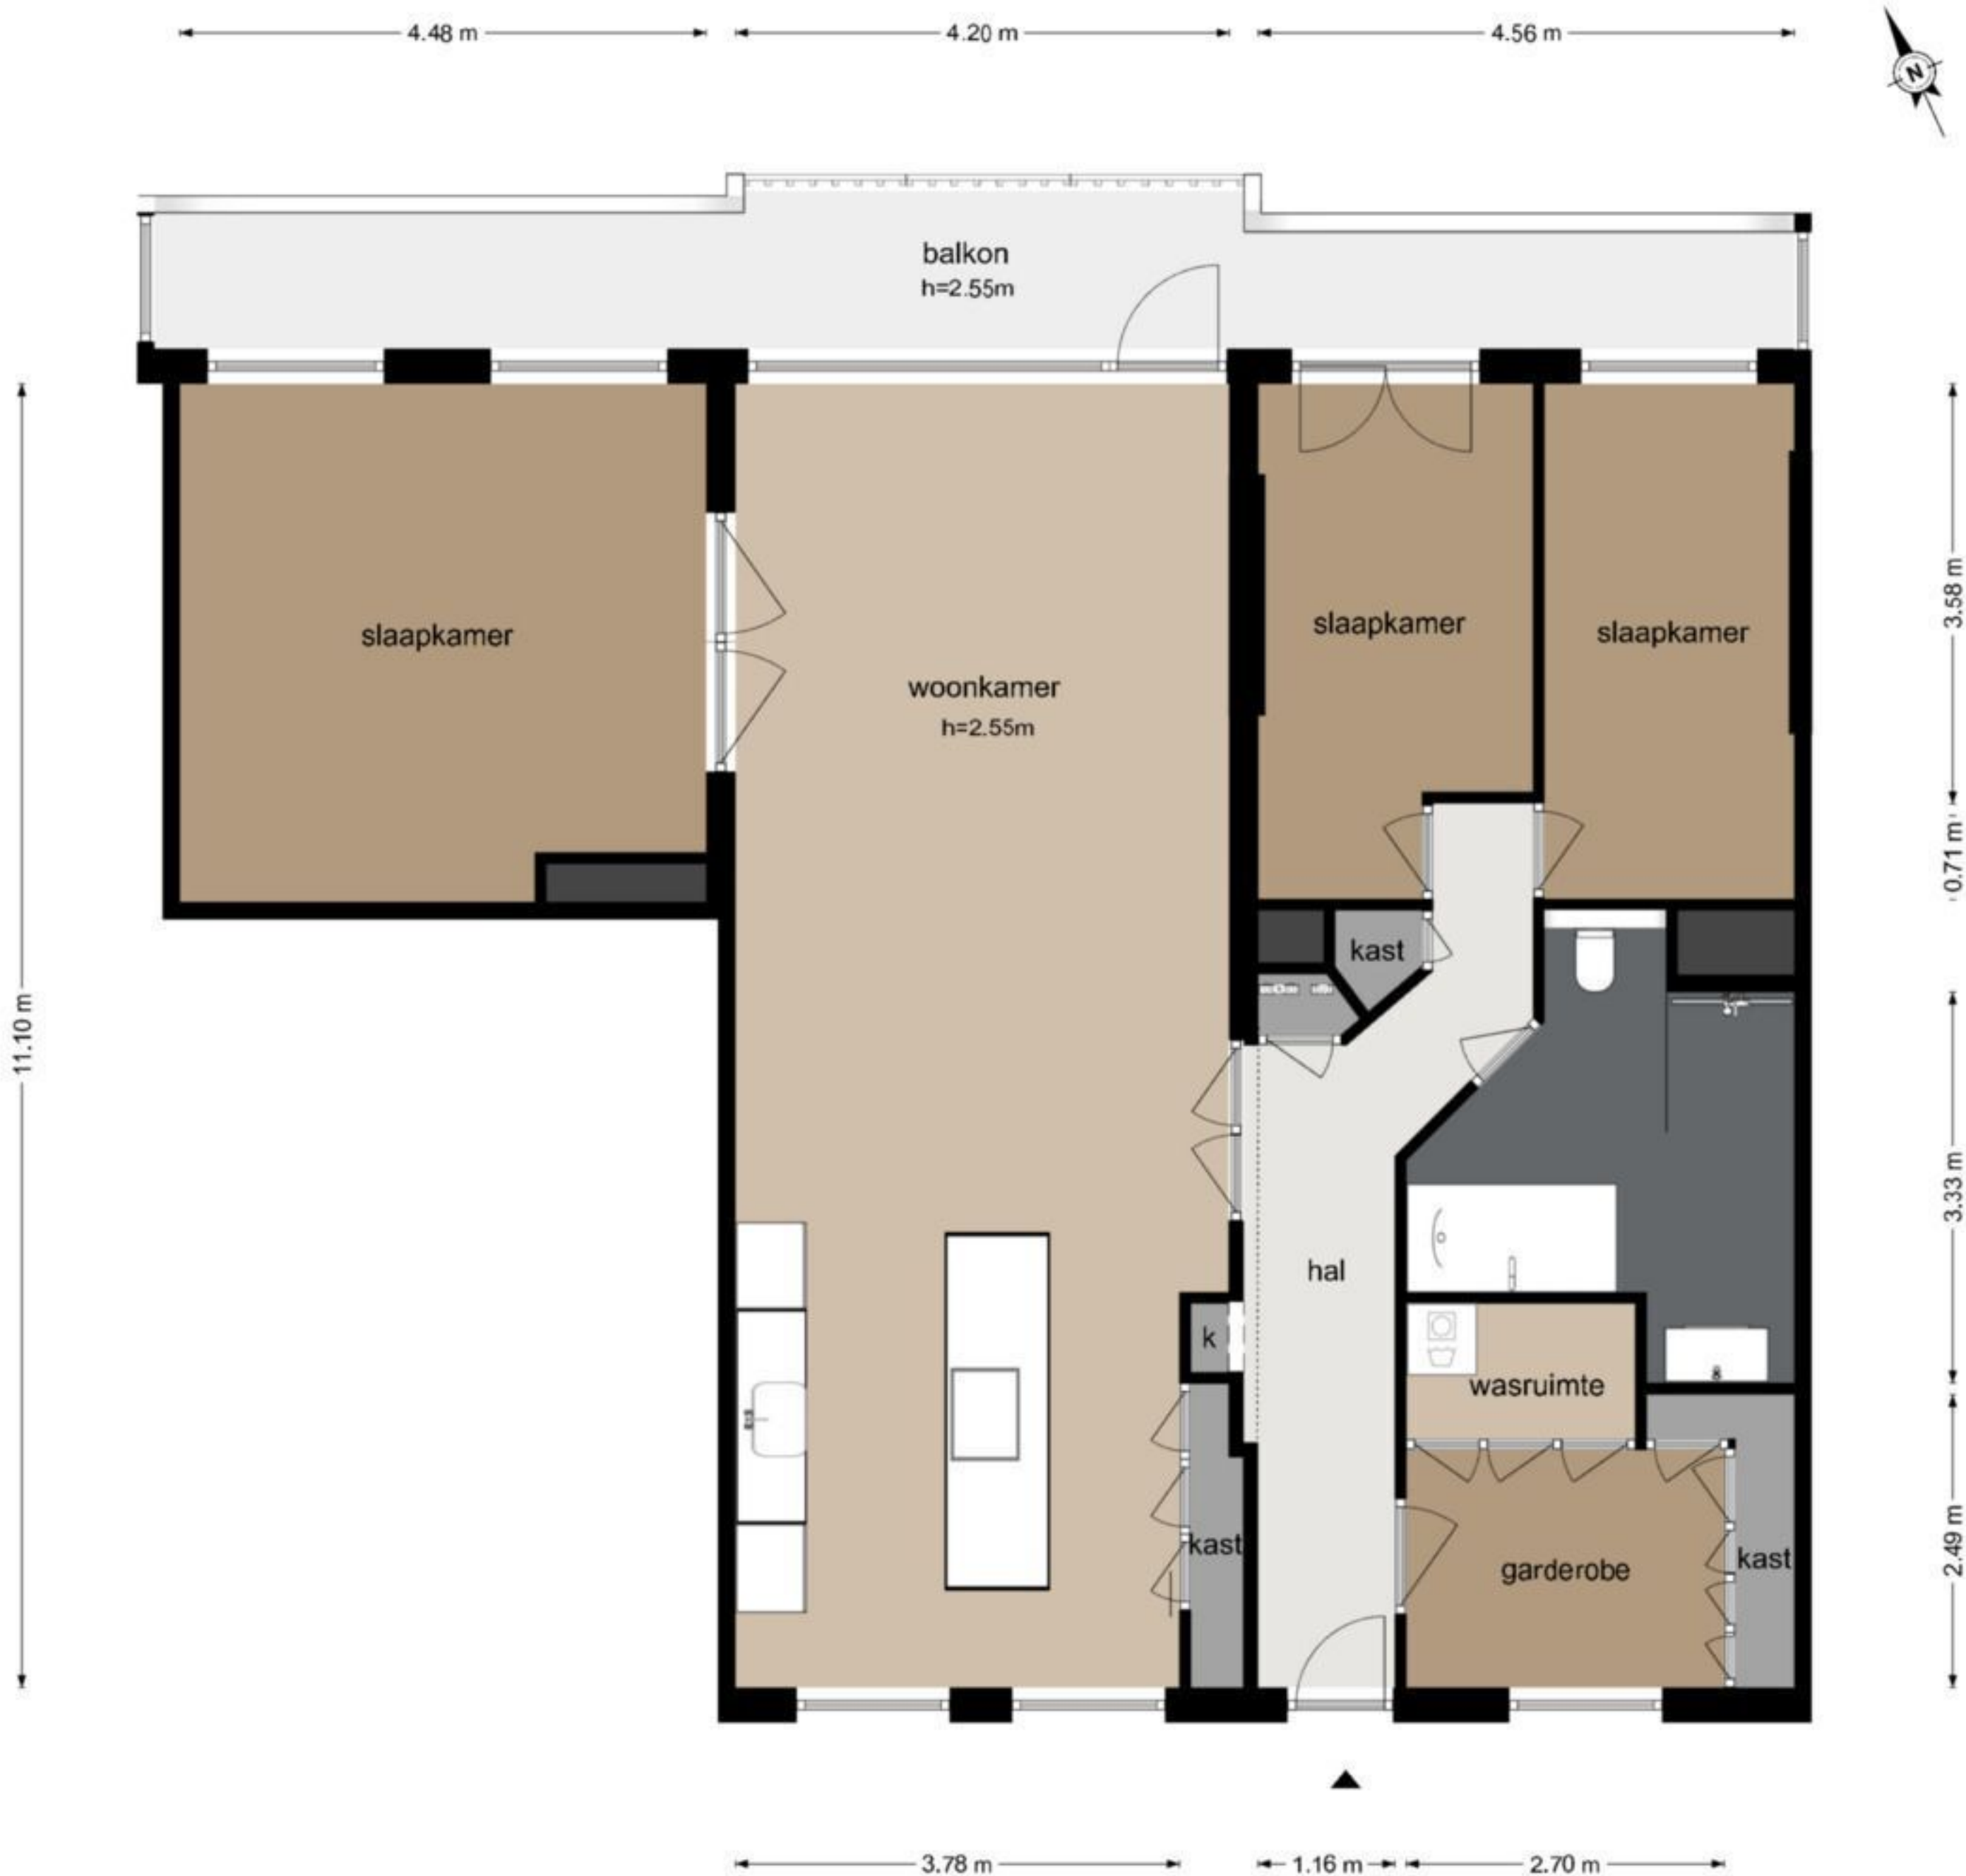 4.48 m
4.20 m
4.56 m
N
balkon
h=2.55m
slaapkamer
slaapkamer
slaapkamer
woonkamer
h=2.55m
3.58 m
0.71 m
kast
11.10 m
3.33 m
hal
k
wasruimte
kast
garderobe
kast
2.49 m
3.78 m
1.16 m
2.70 m